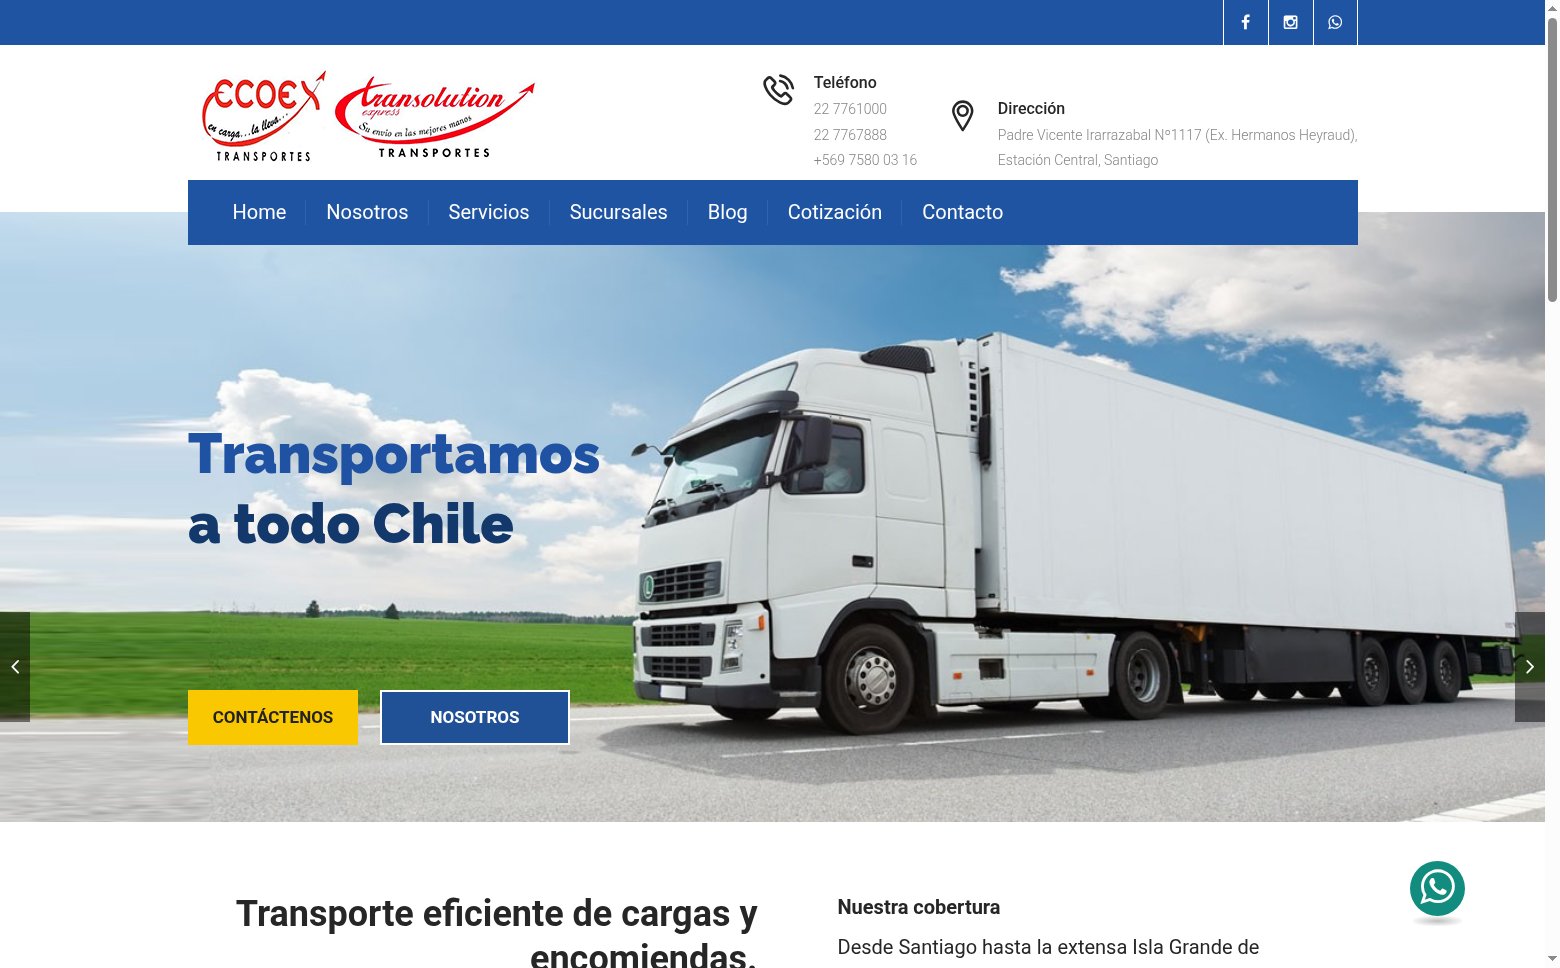 ECOEX
en carga...la lleva...
TRANSPORTES
transolution
express
Su envio en las mejores manos
TRANSPORTES
Teléfono
22 7761000
22 7767888
+569 7580 03 16
Dirección
Padre Vicente Irarrazabal Nº1117 (Ex. Hermanos Heyraud),
Estación Central, Santiago
Home Nosotros Servicios Sucursales Blog Cotización Contacto
Transportamos
a todo Chile
CONTÁCTENOS NOSOTROS
Transporte eficiente de cargas y
encomiendas.
Nuestra cobertura
Desde Santiago hasta la extensa Isla Grande de